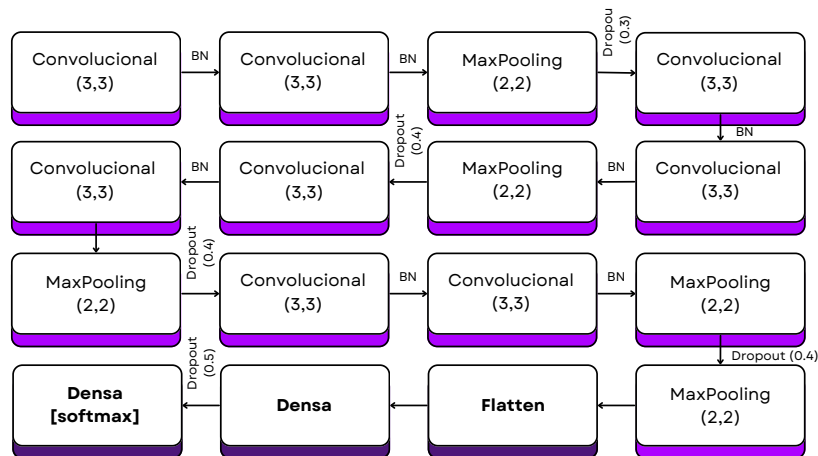 Convolucional
(3,3)
BN
Convolucional
(3,3)
BN
MaxPooling
(2,2)
Dropou
(0.3)
Convolucional
(3,3)
BN
Convolucional
(3,3)
BN
MaxPooling
(2,2)
Dropout
(0.4)
Convolucional
(3,3)
BN
Convolucional
(3,3)
MaxPooling
(2,2)
Dropout
(0.4)
Convolucional
(3,3)
BN
Convolucional
(3,3)
BN
MaxPooling
(2,2)
Dropout (0.4)
MaxPooling
(2,2)
Flatten
Densa
Dropout
(0.5)
Densa
[softmax]